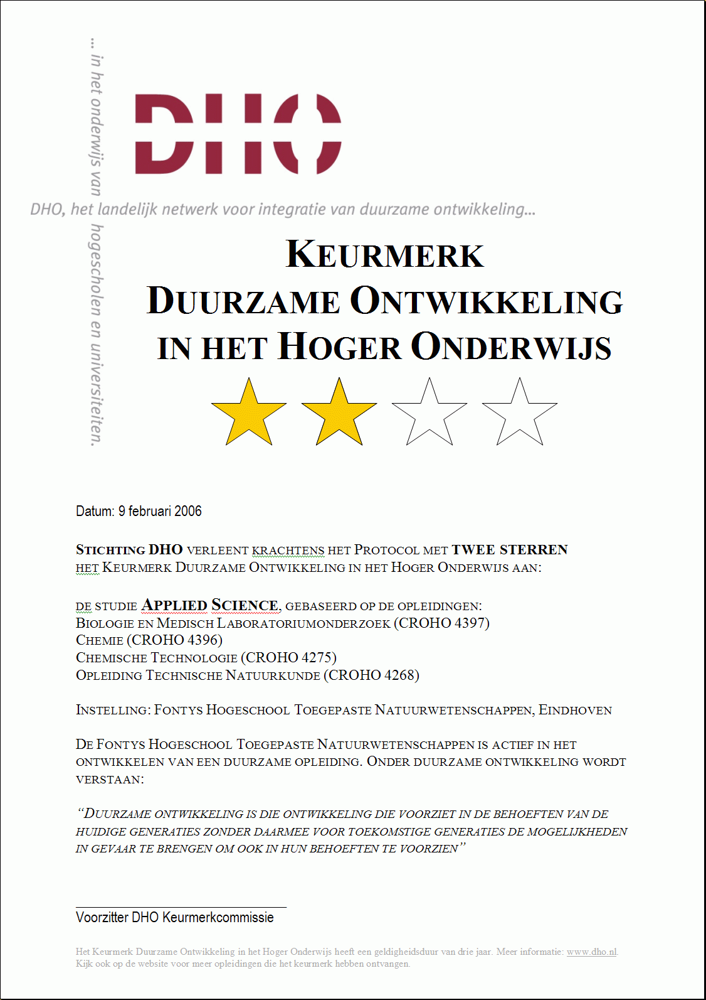 ... in het onderwijs van hogescholen en universiteiten.
DHO
DHO, het landelijk netwerk voor integratie van duurzame ontwikkeling...
KEURMERK
DUURZAME ONTWIKKELING
IN HET HOGER ONDERWIJS
Datum: 9 februari 2006
STICHTING DHO VERLEENT KRACHTENS HET PROTOCOL MET TWEE STERREN
HET KEURMERK DUURZAME ONTWIKKELING IN HET HOGER ONDERWIJS AAN:
DE STUDIE APPLIED SCIENCE, GEBASEERD OP DE OPLEIDINGEN:
BIOLOGIE EN MEDISCH LABORATORIUMONDERZOEK (CROHO 4397)
CHEMIE (CROHO 4396)
CHEMISCHE TECHNOLOGIE (CROHO 4275)
OPLEIDING TECHNISCHE NATUURKUNDE (CROHO 4268)
INSTELLING: FONTYS HOGESCHOOL TOEGEPASTE NATUURWETENSCHAPPEN, EINDHOVEN
DE FONTYS HOGESCHOOL TOEGEPASTE NATUURWETENSCHAPPEN IS ACTIEF IN HET
ONTWIKKELEN VAN EEN DUURZAME OPLEIDING. ONDER DUURZAME ONTWIKKELING WORDT
VERSTAAN:
“DUURZAME ONTWIKKELING IS DIE ONTWIKKELING DIE VOORZIET IN DE BEHOEFTEN VAN DE
HUIDIGE GENERATIES ZONDER DAARMEE VOOR TOEKOMSTIGE GENERATIES DE MOGELIJKHEDEN
IN GEVAAR TE BRENGEN OM OOK IN HUN BEHOEFTEN TE VOORZIEN”
Voorzitter DHO Keurmerkcommissie
Het Keurmerk Duurzame Ontwikkeling in het Hoger Onderwijs heeft een geldigheidsduur van drie jaar. Meer informatie: www.dho.nl.
Kijk ook op de website voor meer opleidingen die het keurmerk hebben ontvangen.